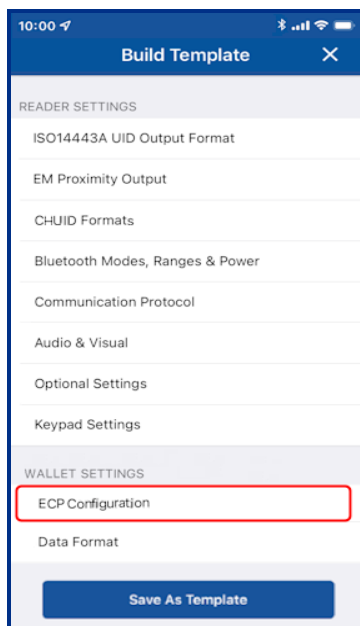 10:00
Build Template
READER SETTINGS
ISO14443A UID Output Format
EM Proximity Output
CHUID Formats
Bluetooth Modes, Ranges & Power
Communication Protocol
Audio & Visual
Optional Settings
Keypad Settings
WALLET SETTINGS
ECP Configuration
Data Format
Save As Template